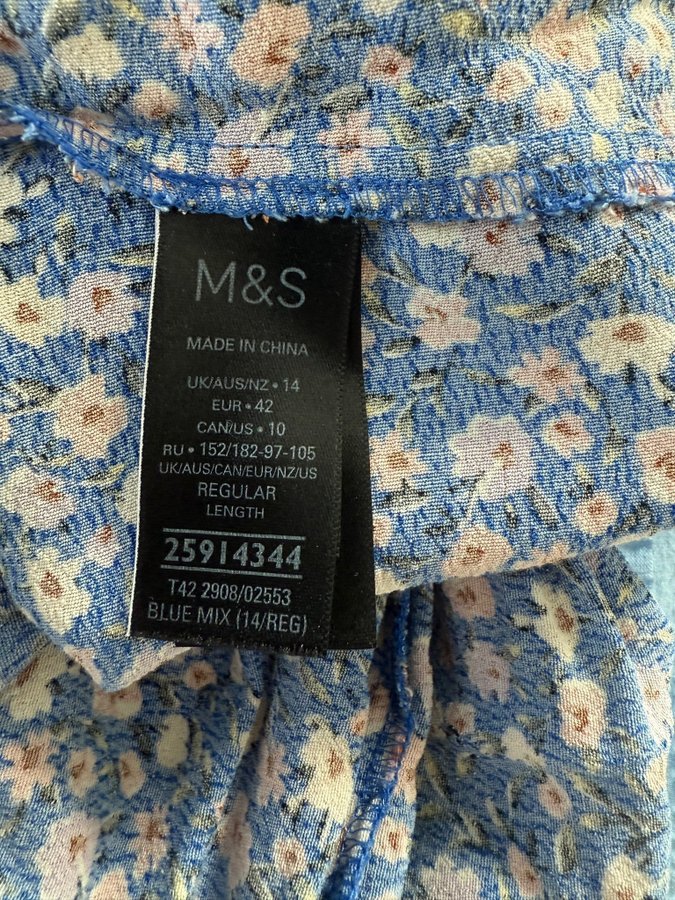 M&S
MADE IN CHINA
UK/AUS/NZ • 14
EUR • 42
CAN/US • 10
RU • 152/182-97-105
UK/AUS/CAN/EUR/NZ/US
REGULAR
LENGTH
25914344
T42 2908/02553
BLUE MIX (14/REG)